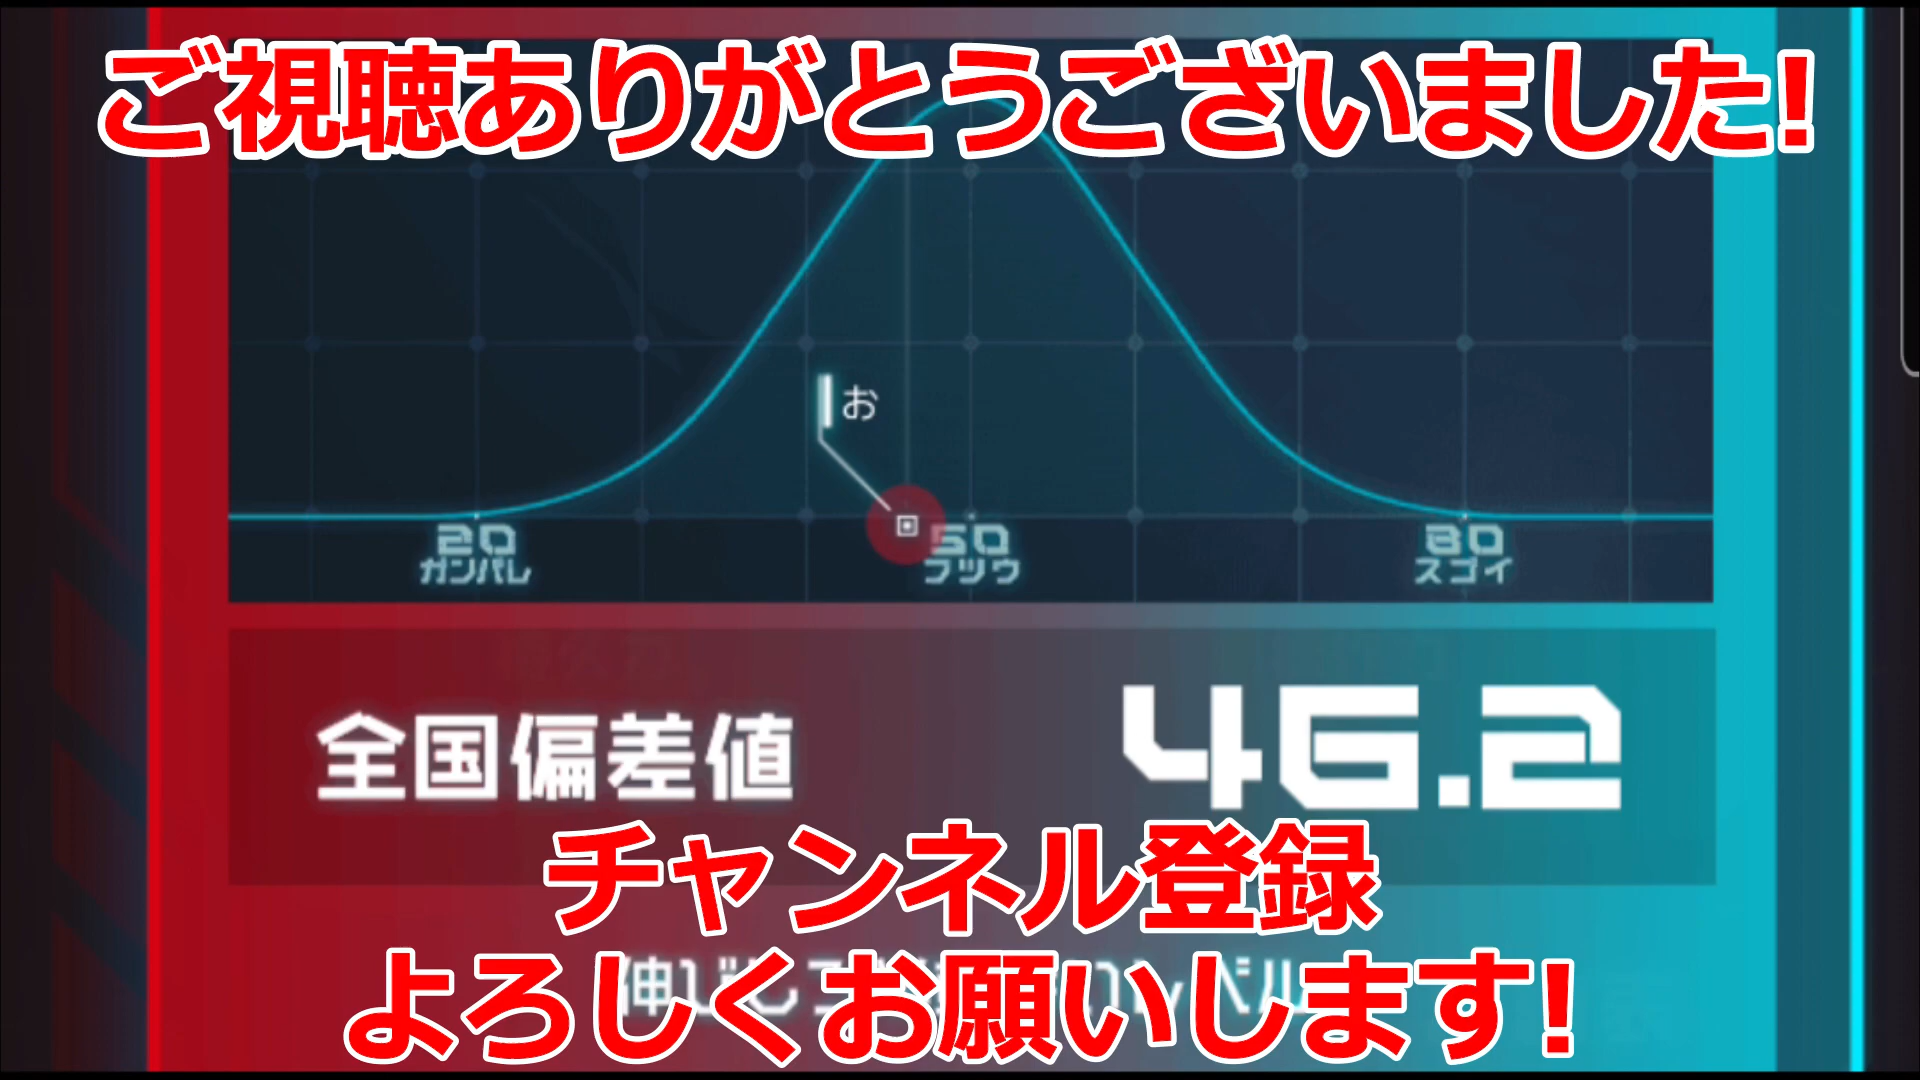 ご視聴ありがとうございました!
お
20 50 80
ガンバレ フツウ スゴイ
全国偏差値 46.2
チャンネル登録
よろしくお願いします!